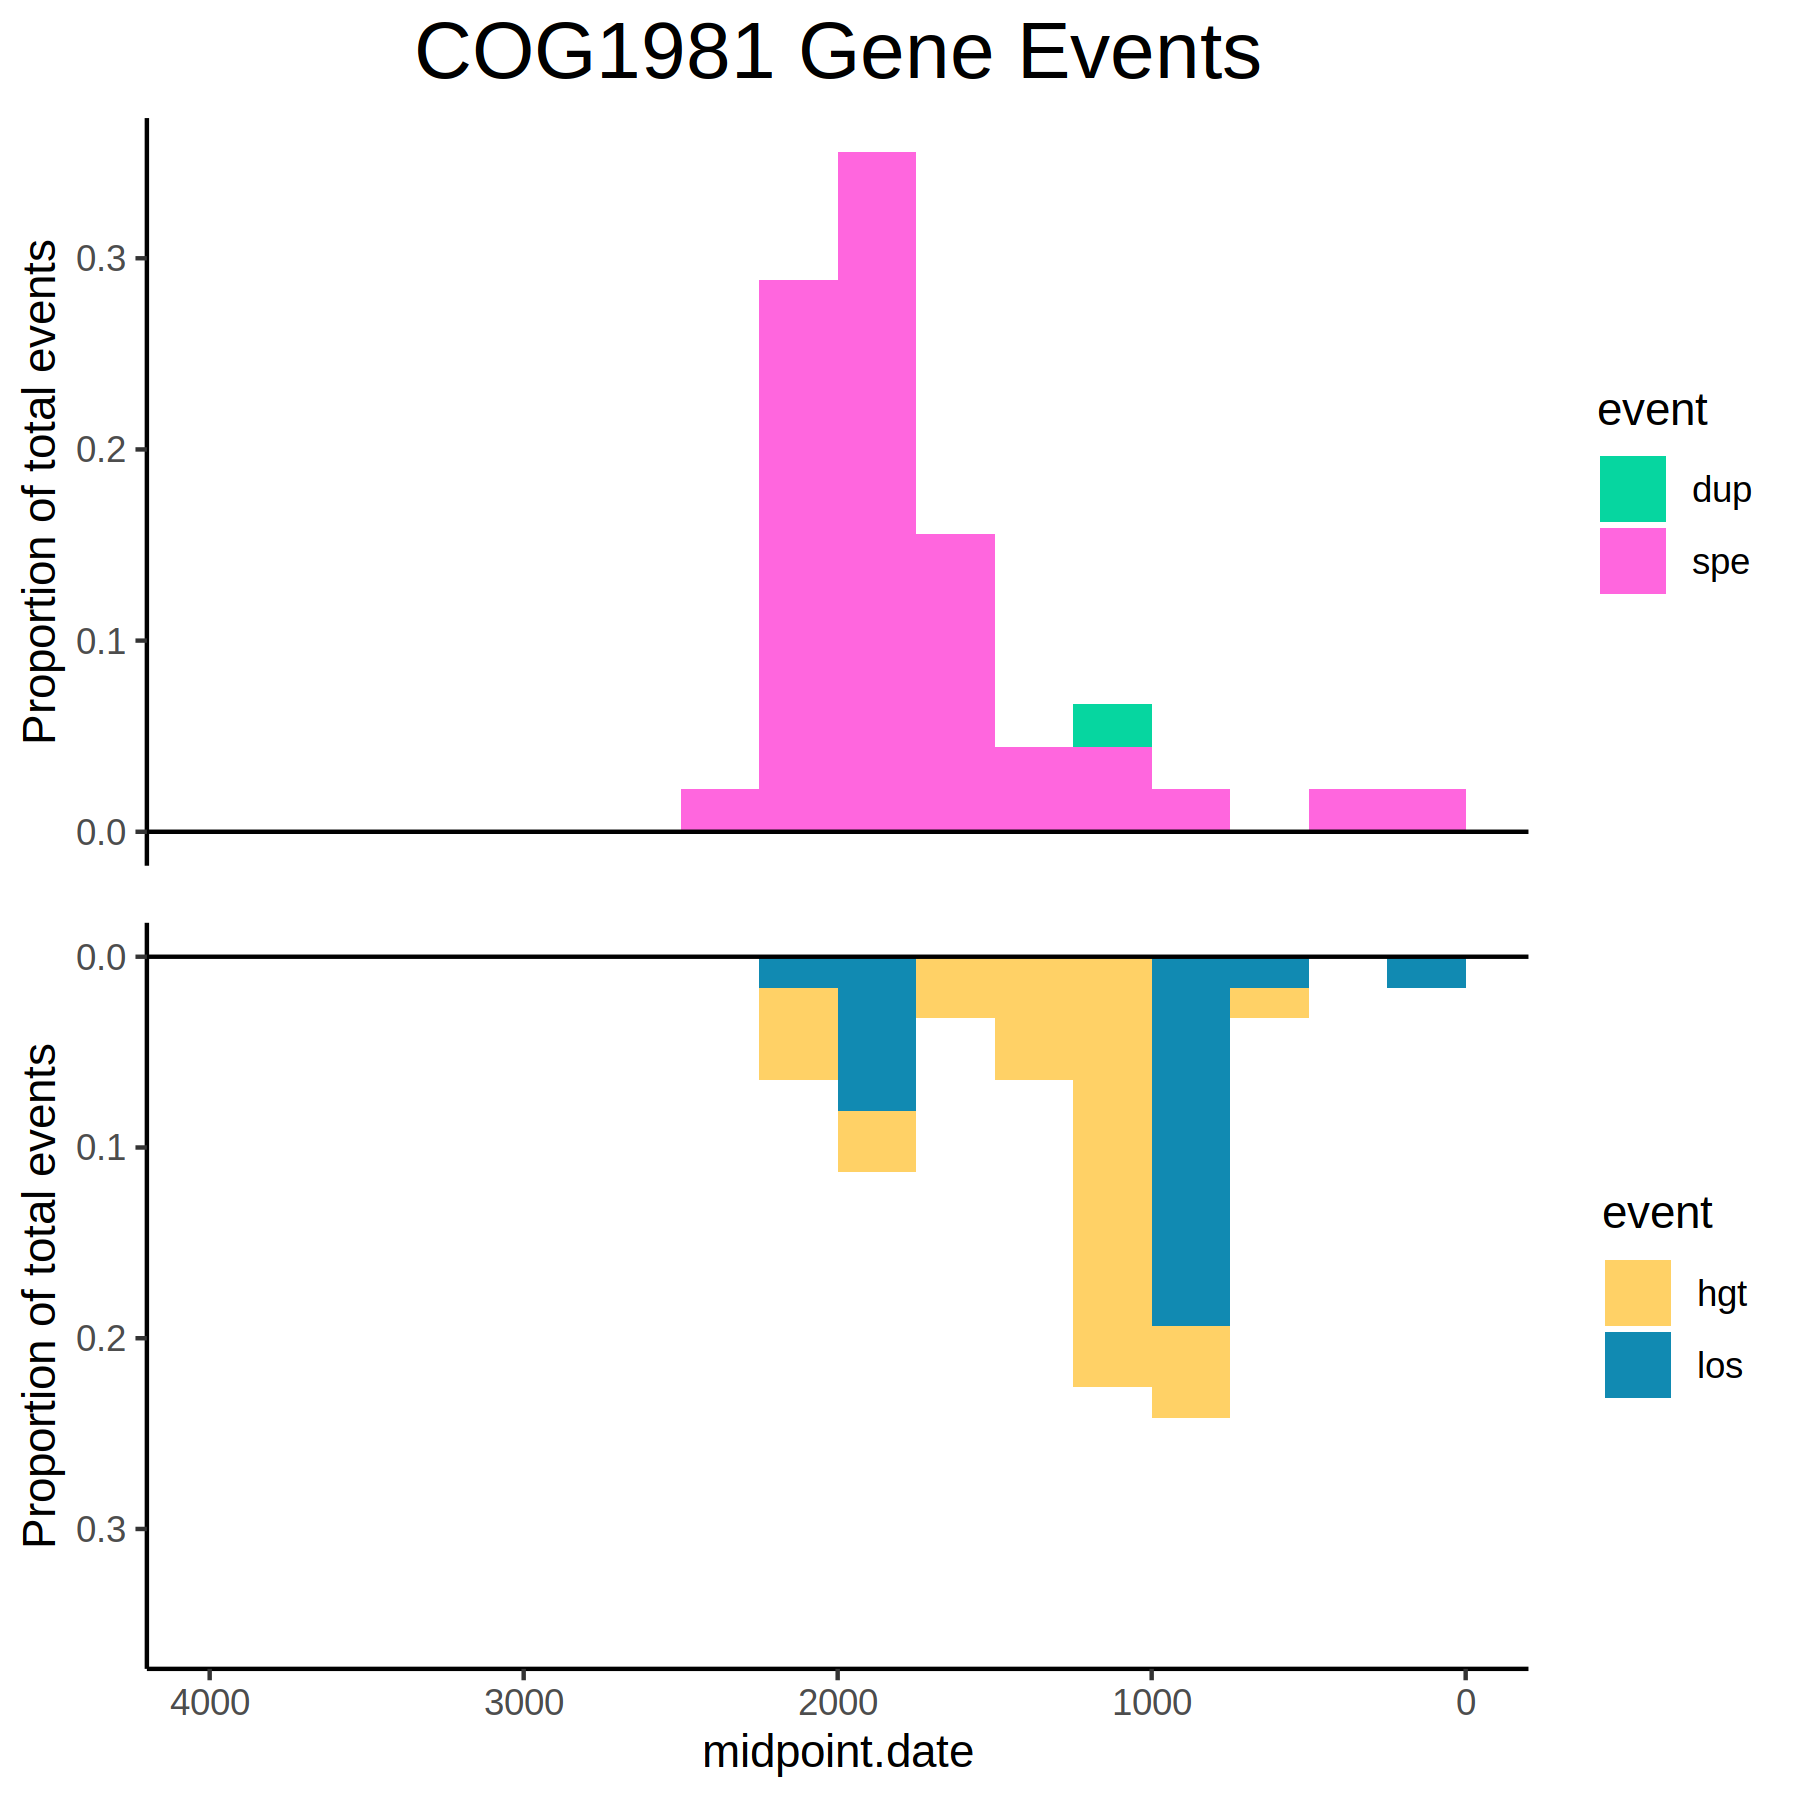 COG1981 Gene Events
Proportion of total events
0.3
0.2
0.1
0.0
event
dup
spe
Proportion of total events
0.0
0.1
0.2
0.3
event
hgt
los
4000 3000 2000 1000 0
midpoint.date